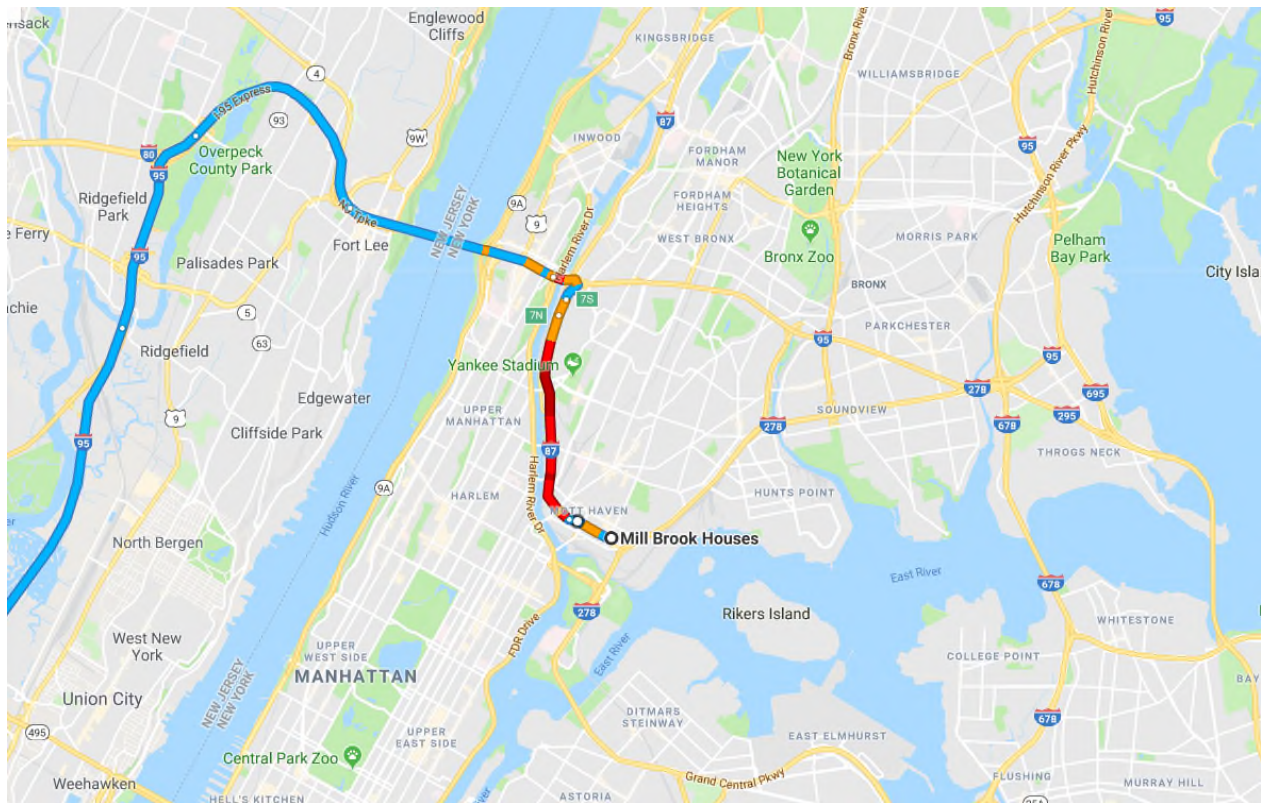 ensack
Englewood
Cliffs
KINGSBRIDGE
95
Bronx River
Hutchinson River
WILLIAMSBRIDGE
4
I-95 Express
93
9W
87
INWOOD
80
95
Overpeck
County Park
FORDHAM
MANOR
New York
Botanical
Garden
95
Hutchinson River Pkwy
Ridgefield
Park
NJ Tpke
NEW JERSEY
NEW YORK
9A
9
FORDHAM
HEIGHTS
e Ferry
95
Fort Lee
Harlem River Dr
WEST BRONX
Bronx Zoo
MORRIS PARK
Pelham
Bay Park
Palisades Park
BRONX
City Isla
achie
5
7S
7N
PARKCHESTER
63
Ridgefield
95
95
Yankee Stadium
Edgewater
278
695
9
UPPER
MANHATTAN
SOUNDVIEW
295
Cliffside Park
278
678
95
87
THROGS NECK
9A
HARLEM
Harlem River Dr
HUNTS POINT
Hudson River
MOTT HAVEN
North Bergen
Mill Brook Houses
East River
678
278
Rikers Island
WHITESTONE
West New
York
UPPER
WEST SIDE
FDR Drive
East River
COLLEGE POINT
MANHATTAN
BAY
Union City
NEW JERSEY
NEW YORK
DITMARS
STEINWAY
678
495
UPPER
EAST SIDE
EAST ELMHURST
Central Park Zoo
Grand Central Pkwy
FLUSHING
MURRAY HILL
Weehawken
HELL'S KITCHEN
ASTORIA
25A